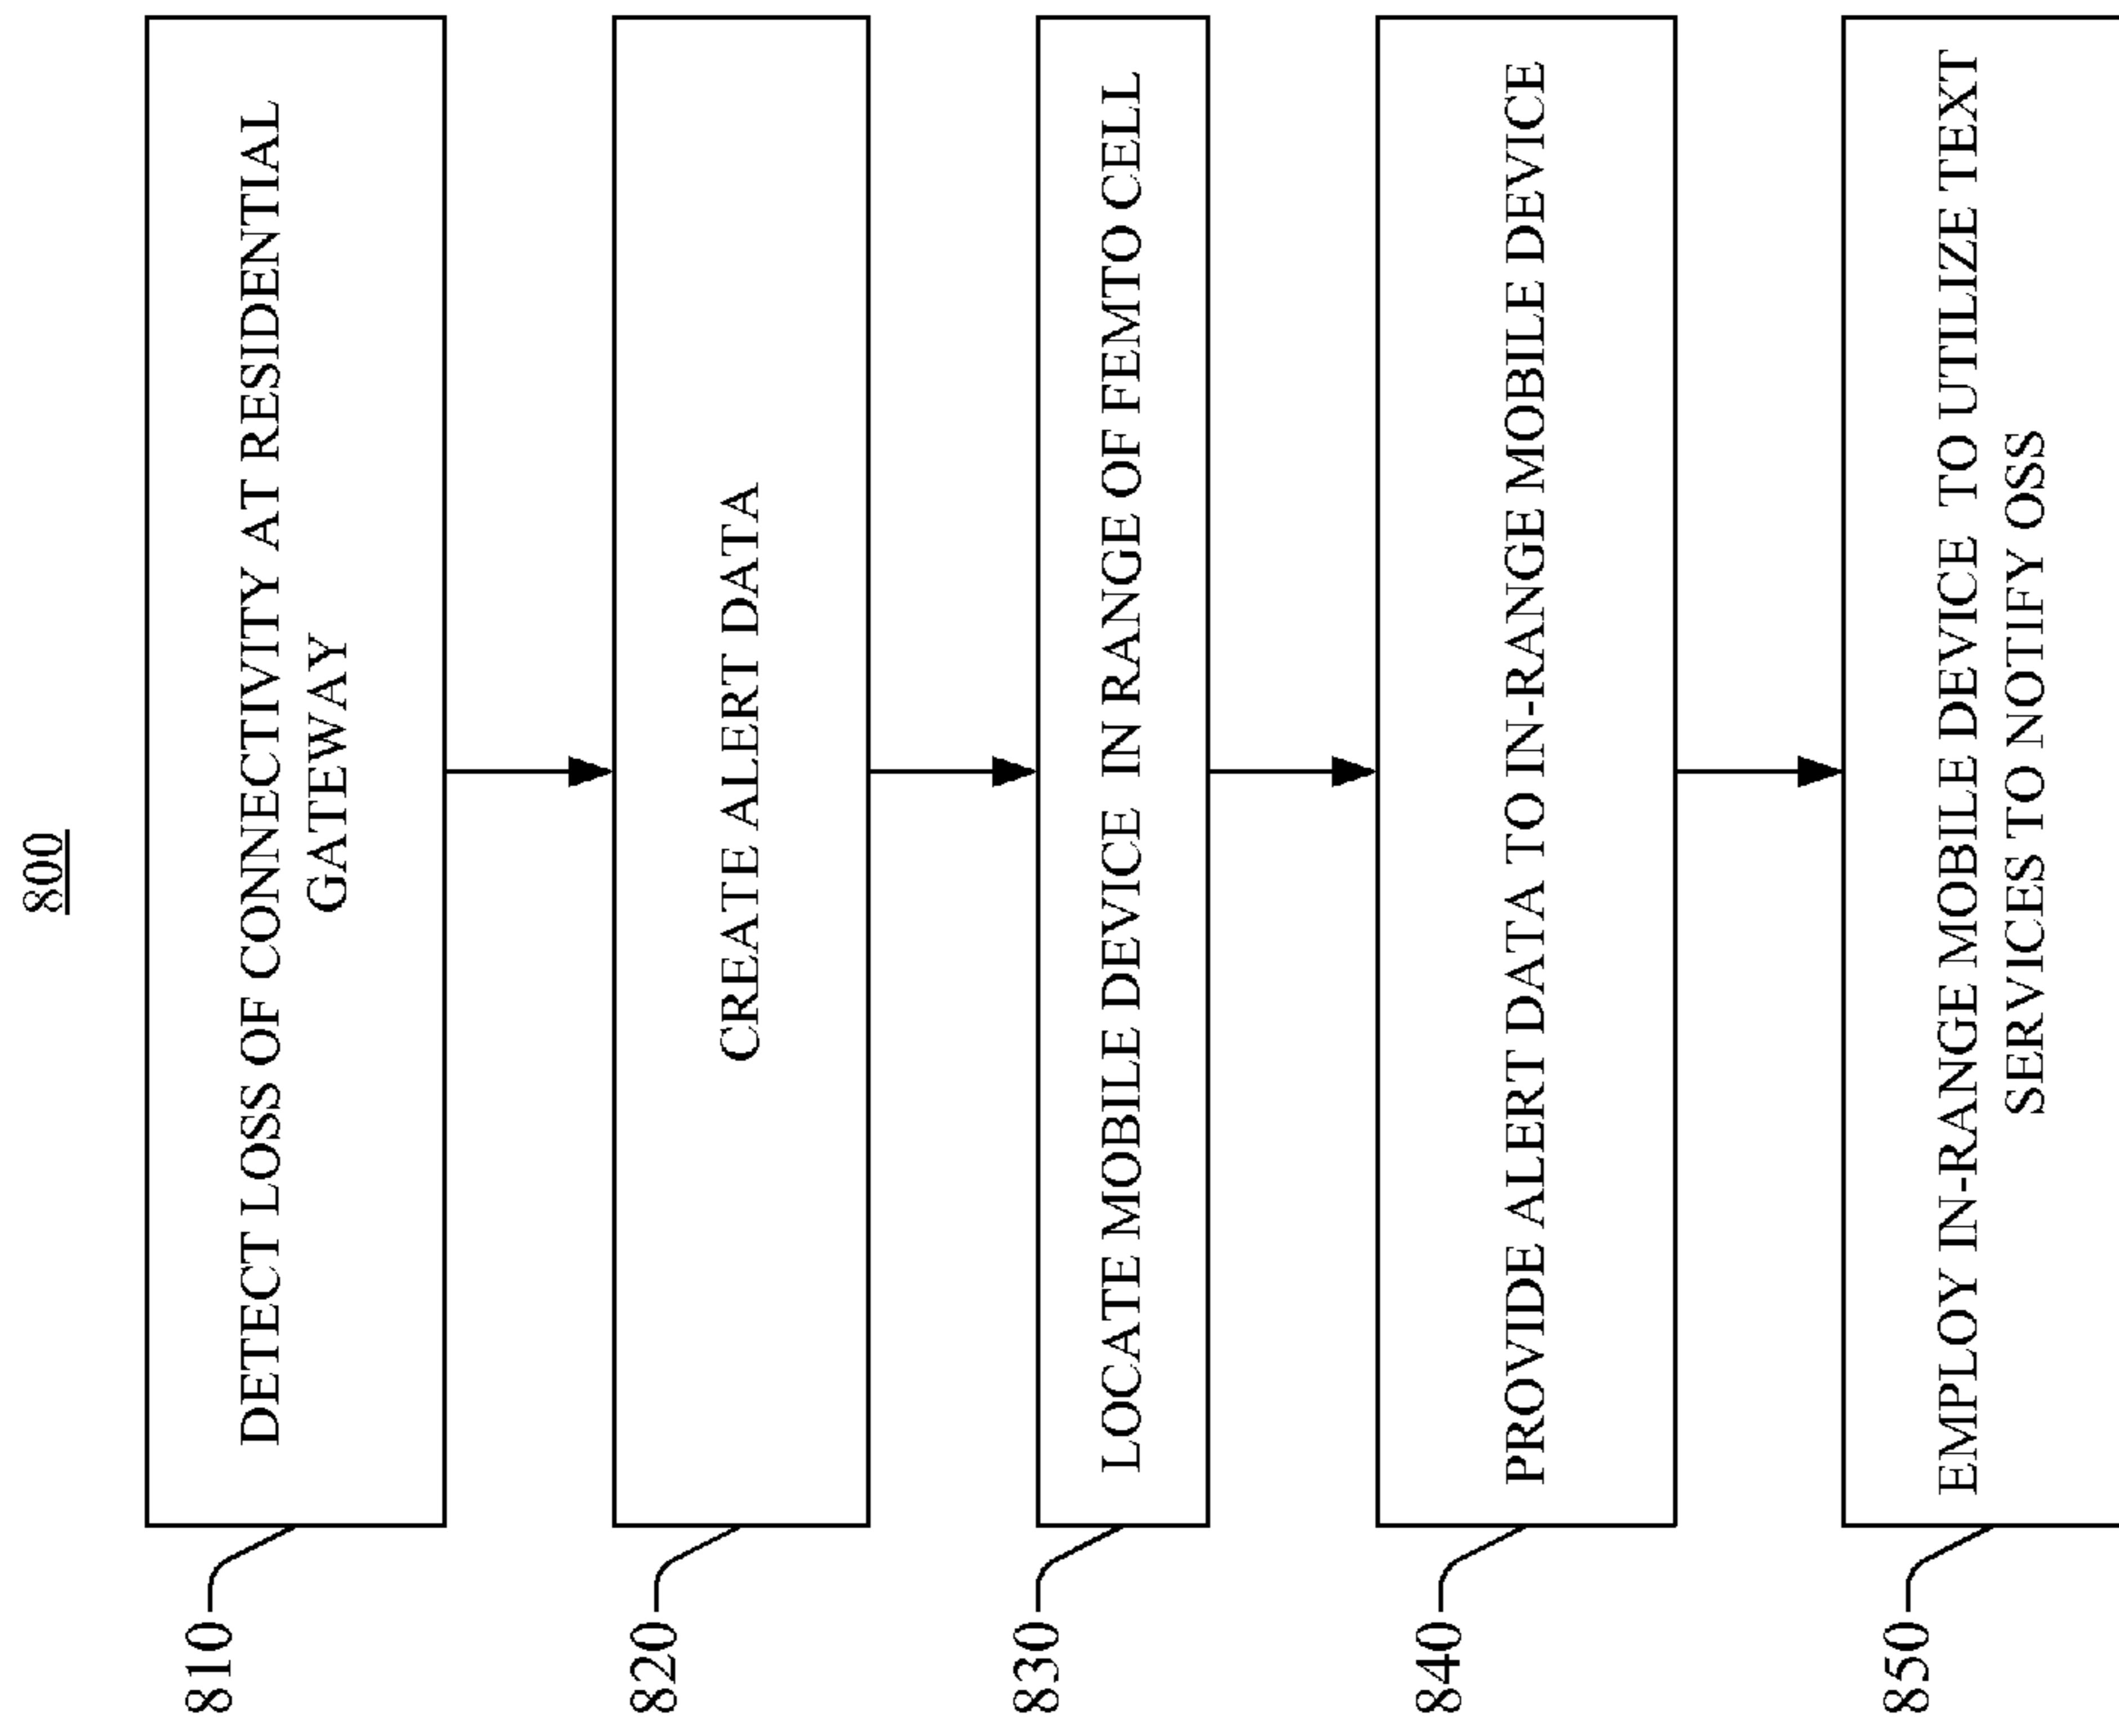 800
810
DETECT LOSS OF CONNECTIVITY AT RESIDENTIAL
GATEWAY
820
CREATE ALERT DATA
830
LOCATE MOBILE DEVICE IN RANGE OF FEMTO CELL
840
PROVIDE ALERT DATA TO IN-RANGE MOBILE DEVICE
850
EMPLOY IN-RANGE MOBILE DEVICE TO UTILIZE TEXT
SERVICES TO NOTIFY OSS